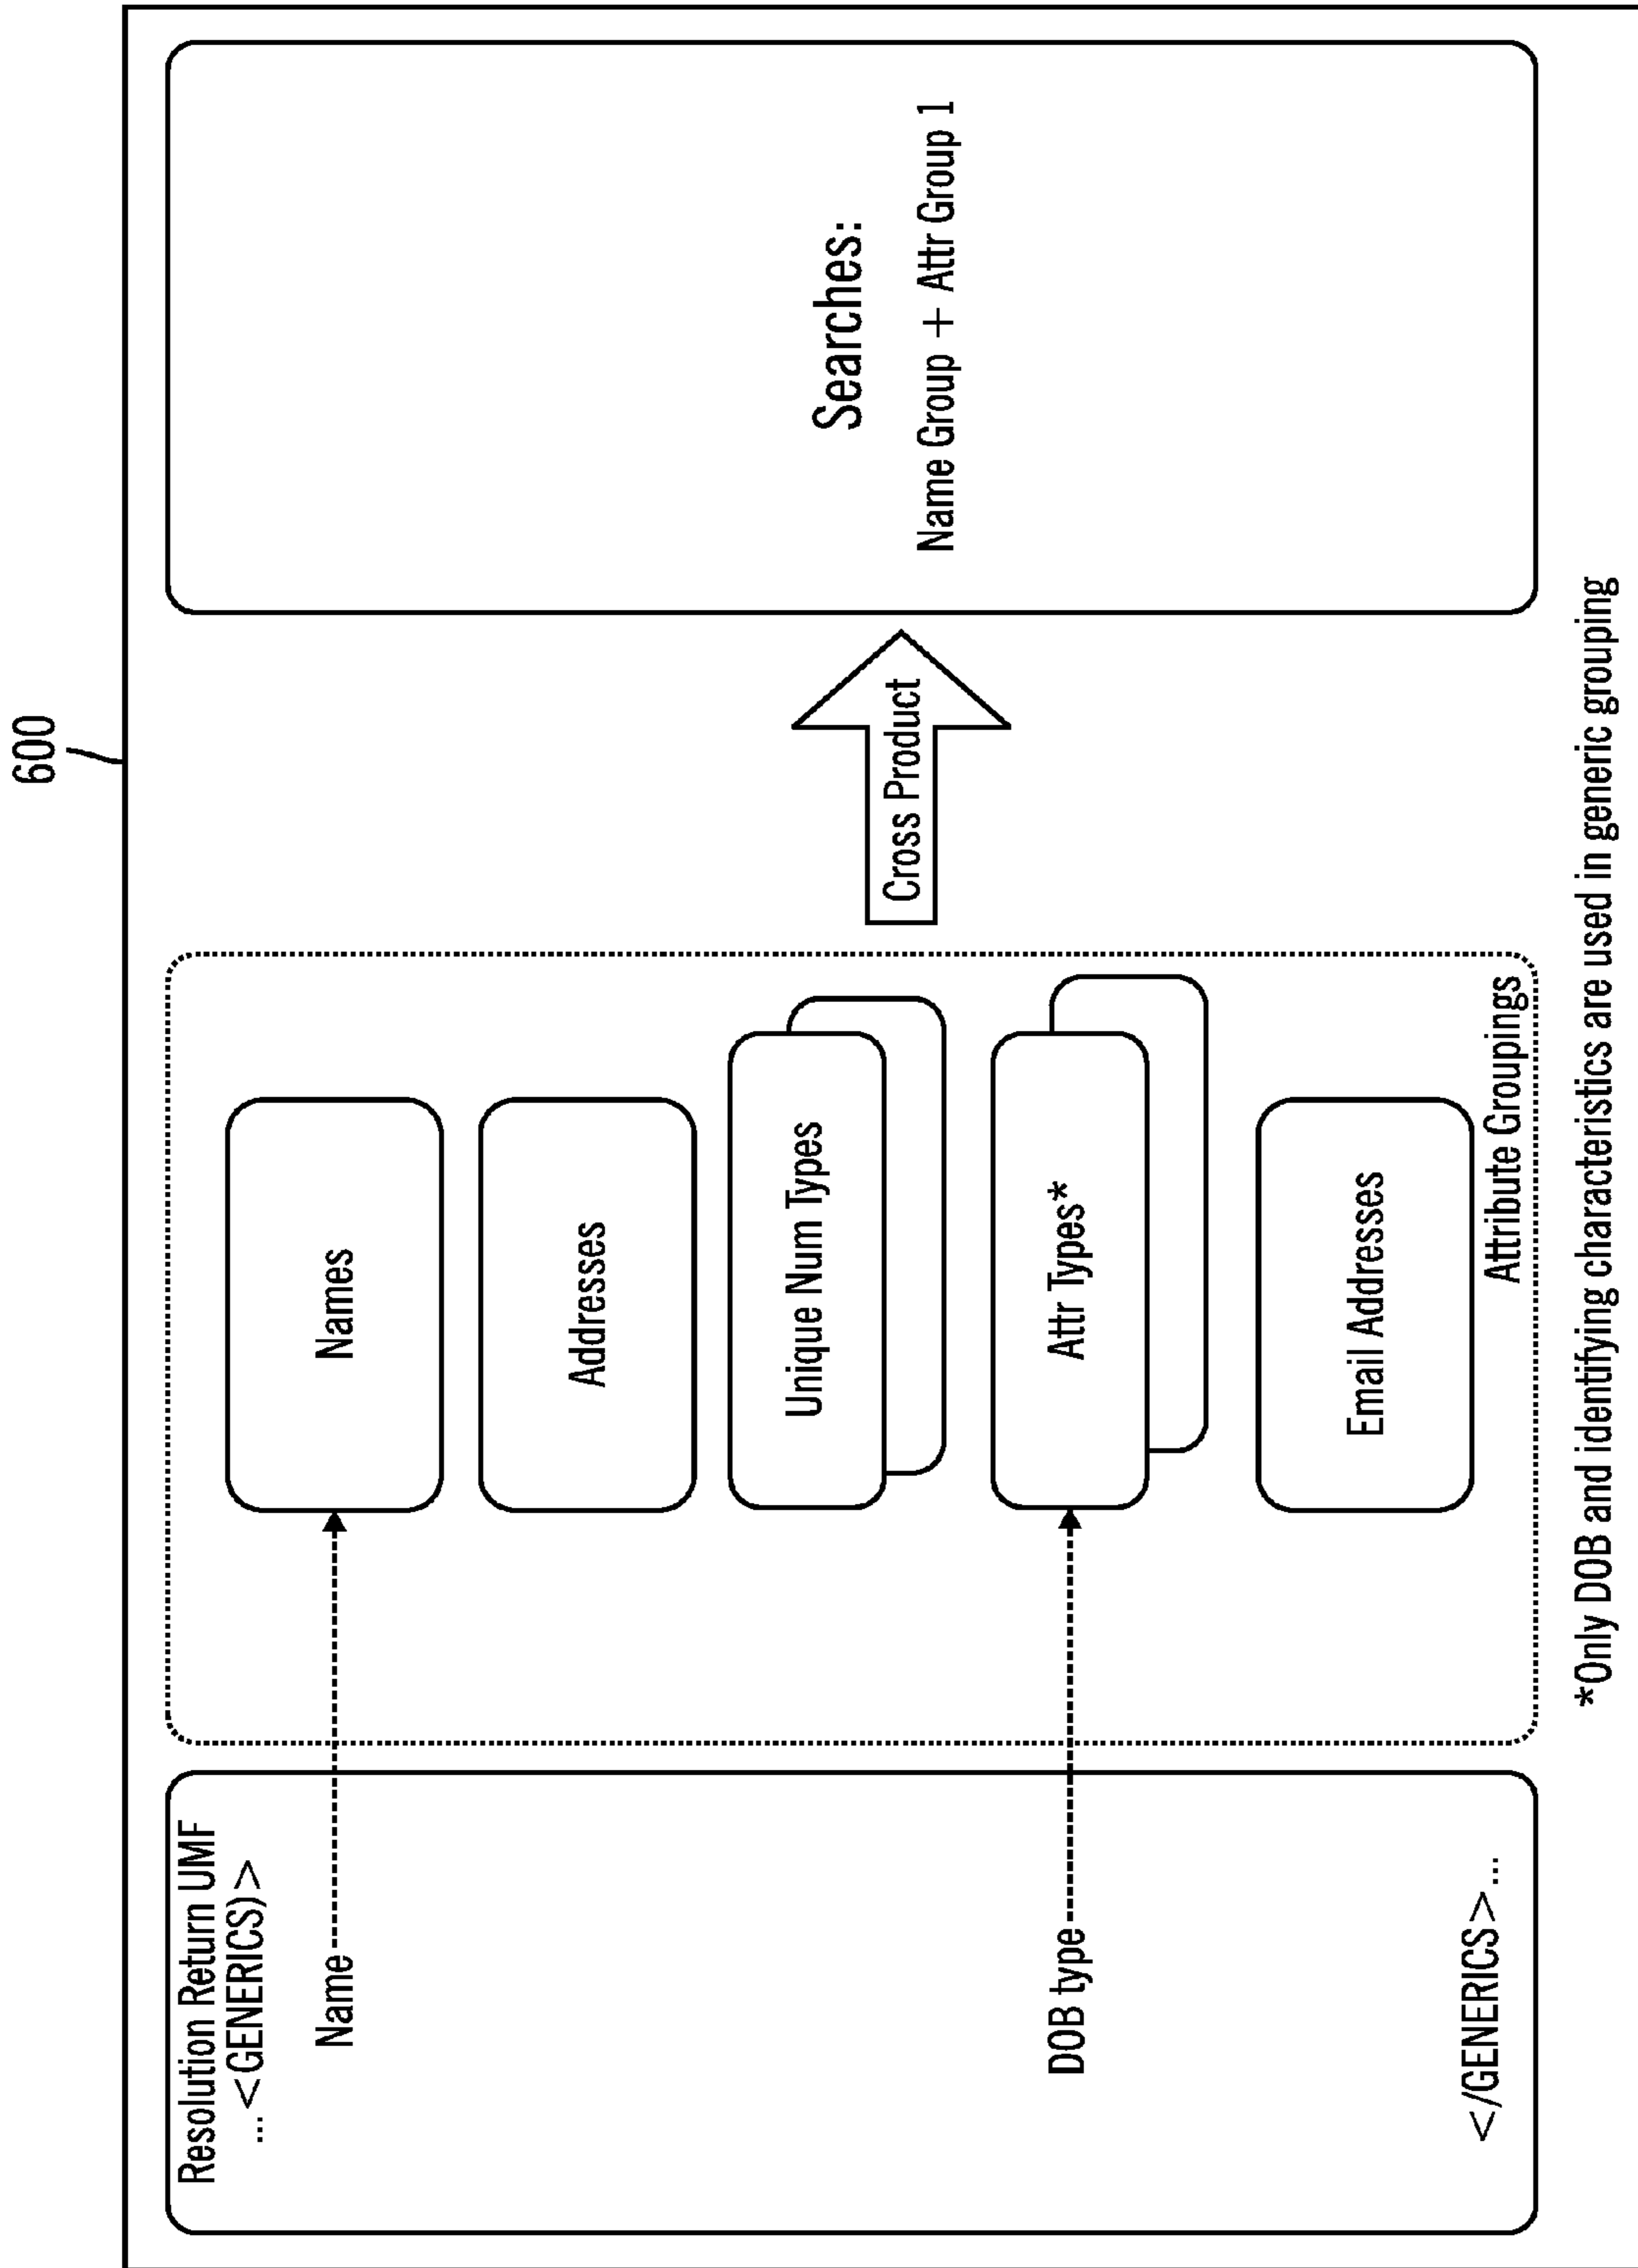 600
Resolution Return UMF
...<GENERICS)>
Name
DOB type
</GENERICS>...
Names
Addresses
Unique Num Types
Attr Types*
Email Addresses
Attribute Groupings
Cross Product
Searches:
Name Group + Attr Group 1
*Only DOB and identifying characteristics are used in generic grouping